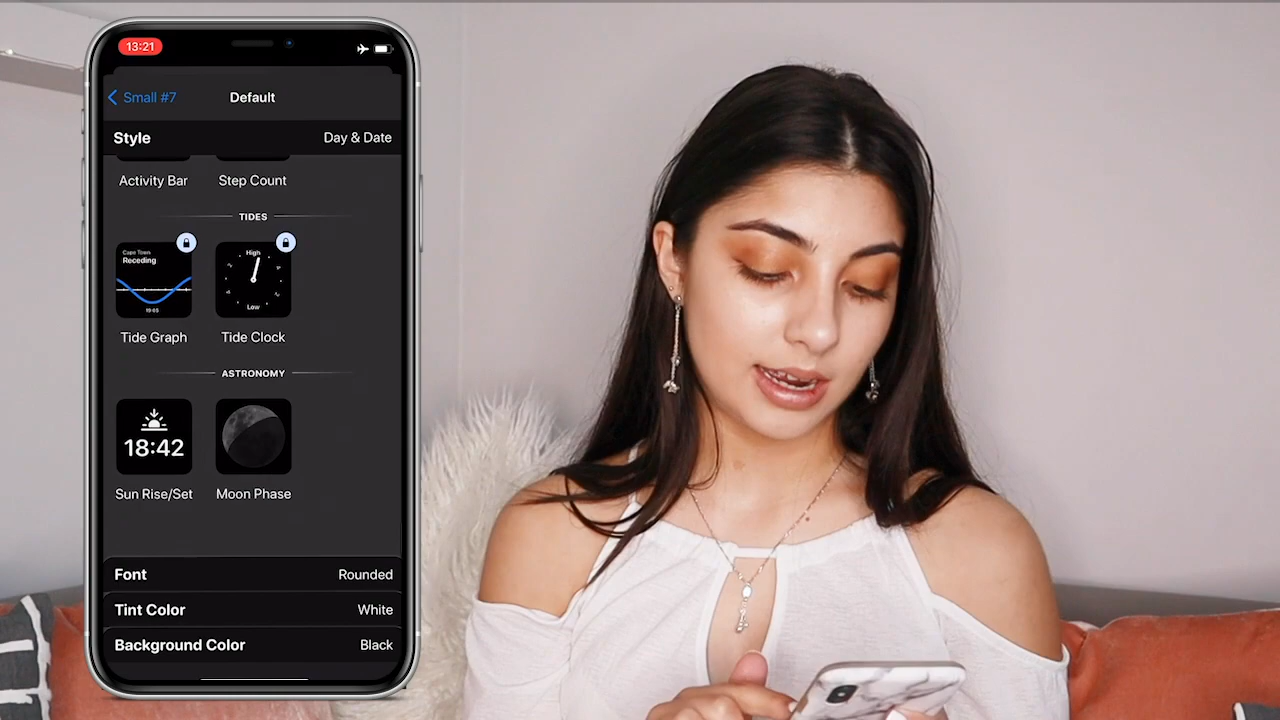 13:21
Small #7
Default
Style
Day & Date
Activity Bar
Step Count
TIDES
Cape Town
Receding
19:05
High
Low
Tide Graph
Tide Clock
ASTRONOMY
18:42
Sun Rise/Set
Moon Phase
Font
Rounded
Tint Color
White
Background Color
Black